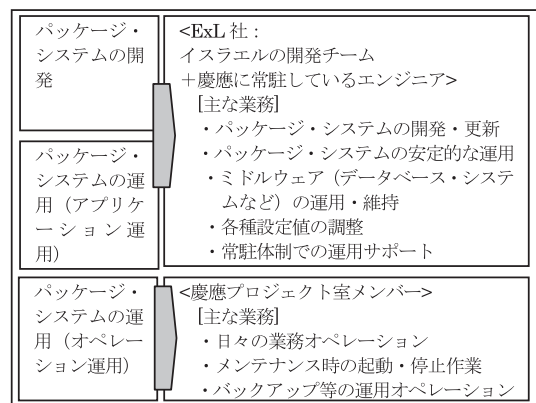 パッケージ・
システムの開
発
パッケージ・
システムの運
用（アプリケ
ーション運
用）
<ExL 社：
イスラエルの開発チーム
＋慶應に常駐しているエンジニア>
[主な業務]
・パッケージ・システムの開発・更新
・パッケージ・システムの安定的な運用
・ミドルウェア（データベース・システ
ムなど）の運用・維持
・各種設定値の調整
・常駐体制での運用サポート
パッケージ・
システムの運
用（オペレー
ション運用）
<慶應プロジェクト室メンバー>
[主な業務]
・日々の業務オペレーション
・メンテナンス時の起動・停止作業
・バックアップ等の運用オペレーション